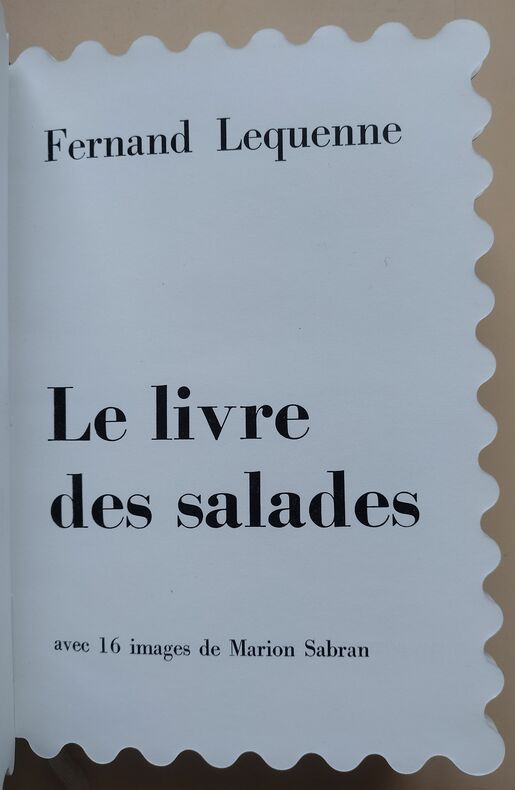 Fernand Lequenne
Le livre
des salades
avec 16 images de Marion Sabran